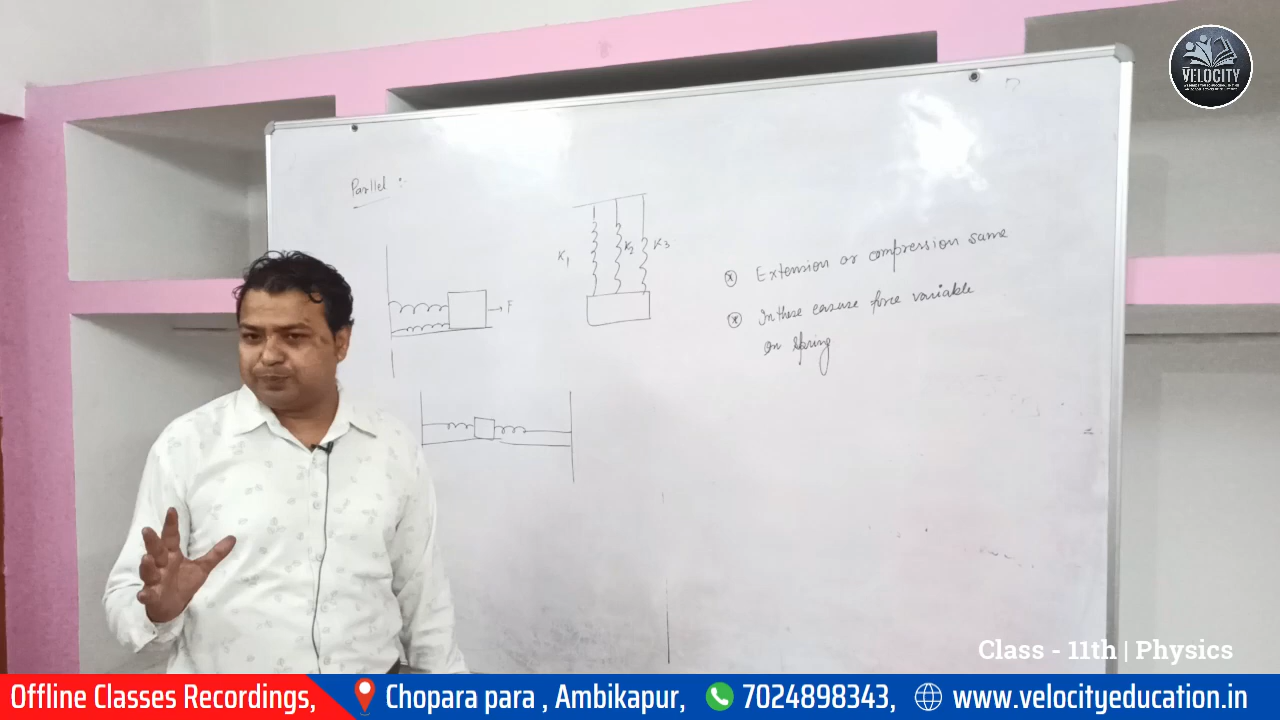 VELOCITY
Parllel :
K1
K2
K3
F
Extension or compression same
In these casuse force variable
on spring
Class - 11th | Physics
Offline Classes Recordings, Chopara para , Ambikapur, 7024898343, www.velocityeducation.in